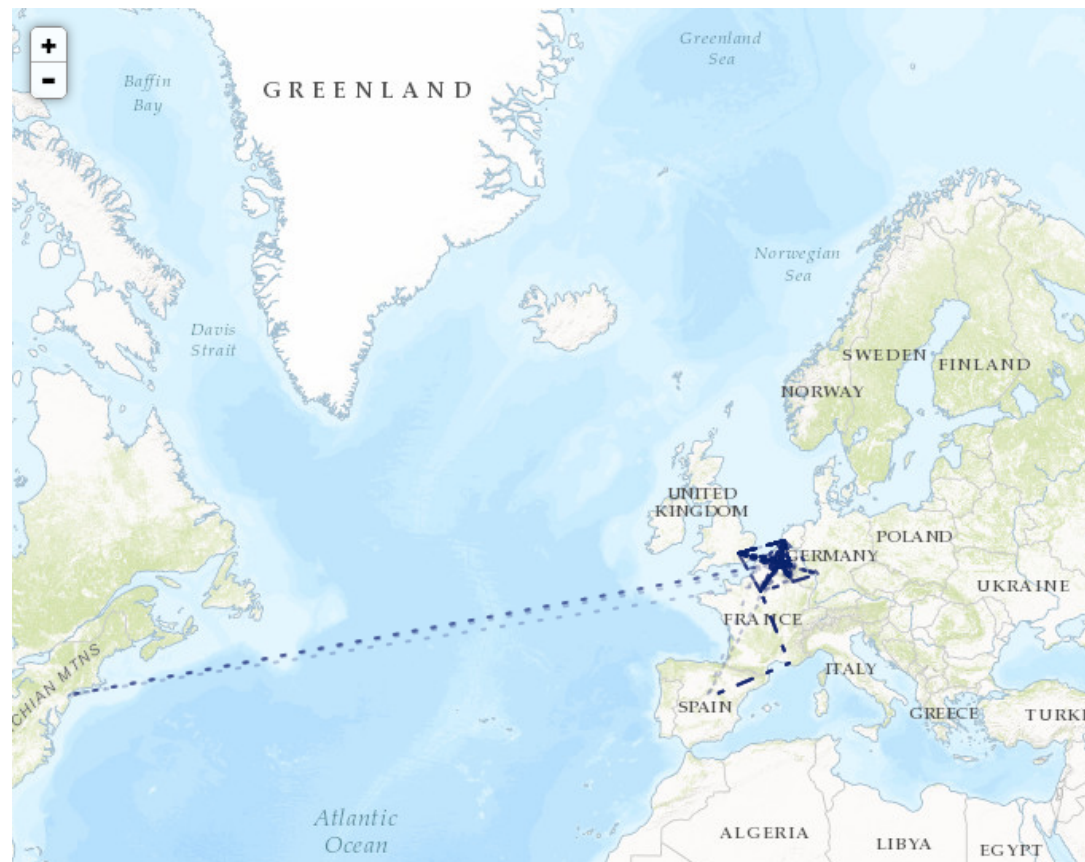 +
-
Baffin
Bay
GREENLAND
Greenland
Sea
Norwegian
Sea
Davis
Strait
SWEDEN
FINLAND
NORWAY
UNITED
KINGDOM
POLAND
GERMANY
UKRAINE
FRANCE
CHIAN MTNS
ITALY
SPAIN
GREECE
TURKE
Atlantic
Ocean
ALGERIA
LIBYA
EGYPT